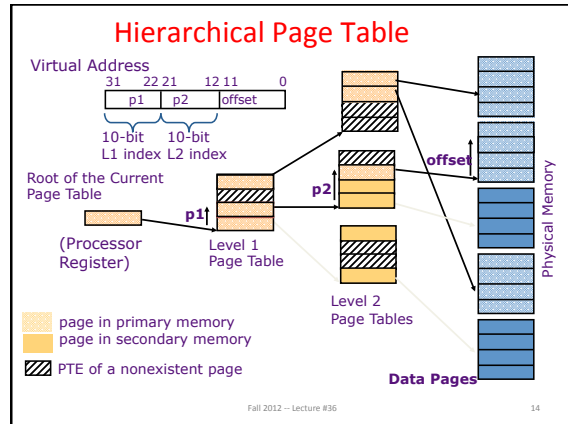 Hierarchical Page Table
Virtual Address
31 22 21 12 11 0
p1 p2 offset
10-bit 10-bit
L1 index L2 index
Root of the Current
Page Table
(Processor
Register)
p1
Level 1
Page Table
p2
Level 2
Page Tables
offset
Physical Memory
page in primary memory
page in secondary memory
PTE of a nonexistent page
Data Pages
Fall 2012 -- Lecture #36
14